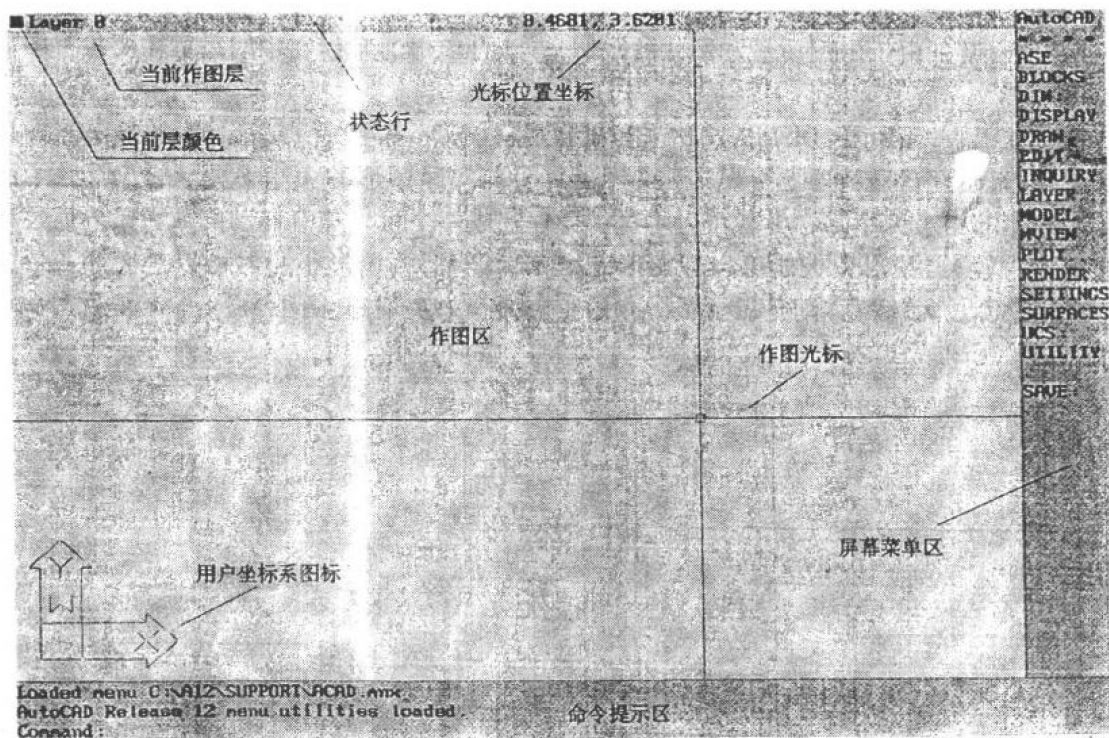 Layer 0
8.4681, 3.6201
AutoCAD
* * * *
ASE
BLOCKS
DIM:
DISPLAY
DRAW
EDIT
INQUIRY
LAYER
MODEL
MVIEW
PLOT
RENDER
SETTINGS
SURFACES
UCS:
UTILITY
SAVE:
当前作图层
光标位置坐标
状态行
当前层颜色
作图区
作图光标
屏幕菜单区
用户坐标系图标
Y
W
X
Loaded menu C:\A12\SUPPORT\ACAD.mnx
AutoCAD Release 12 menu utilities loaded.
命令提示区
Command: